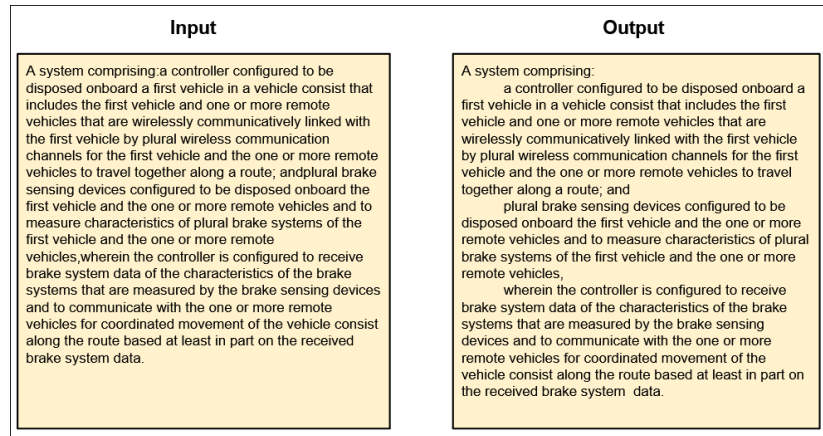 Input
A system comprising:a controller configured to be
disposed onboard a first vehicle in a vehicle consist that
includes the first vehicle and one or more remote
vehicles that are wirelessly communicatively linked with
the first vehicle by plural wireless communication
channels for the first vehicle and the one or more remote
vehicles to travel together along a route; andplural brake
sensing devices configured to be disposed onboard the
first vehicle and the one or more remote vehicles and to
measure characteristics of plural brake systems of the
first vehicle and the one or more remote
vehicles,wherein the controller is configured to receive
brake system data of the characteristics of the brake
systems that are measured by the brake sensing devices
and to communicate with the one or more remote
vehicles for coordinated movement of the vehicle consist
along the route based at least in part on the received
brake system data.
Output
A system comprising:
a controller configured to be disposed onboard a
first vehicle in a vehicle consist that includes the first
vehicle and one or more remote vehicles that are
wirelessly communicatively linked with the first vehicle
by plural wireless communication channels for the first
vehicle and the one or more remote vehicles to travel
together along a route; and
plural brake sensing devices configured to be
disposed onboard the first vehicle and the one or more
remote vehicles and to measure characteristics of plural
brake systems of the first vehicle and the one or more
remote vehicles,
wherein the controller is configured to receive
brake system data of the characteristics of the brake
systems that are measured by the brake sensing
devices and to communicate with the one or more
remote vehicles for coordinated movement of the
vehicle consist along the route based at least in part on
the received brake system data.